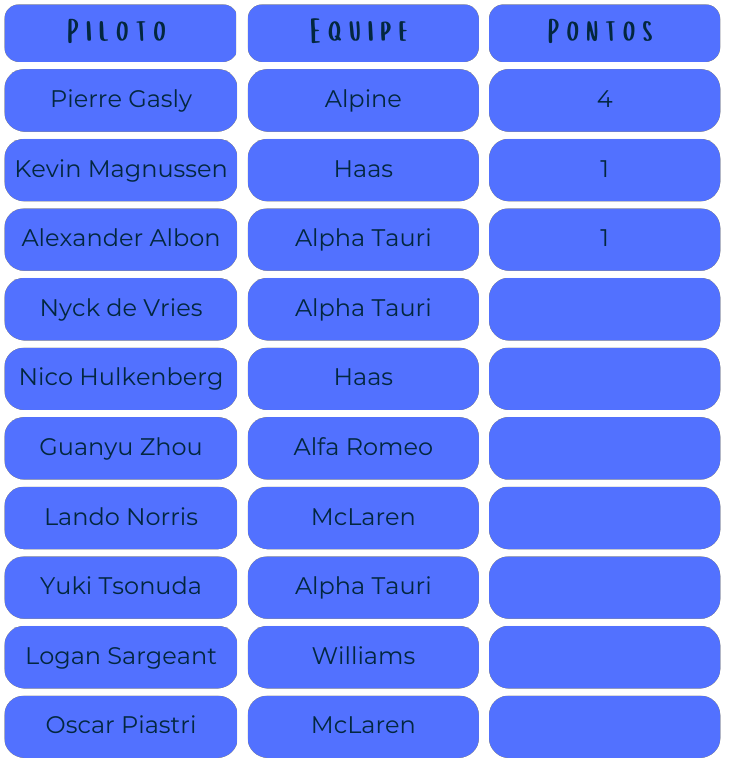 Piloto Equipe Pontos
Pierre Gasly Alpine 4
Kevin Magnussen Haas 1
Alexander Albon Alpha Tauri 1
Nyck de Vries Alpha Tauri
Nico Hulkenberg Haas
Guanyu Zhou Alfa Romeo
Lando Norris McLaren
Yuki Tsonuda Alpha Tauri
Logan Sargeant Williams
Oscar Piastri McLaren